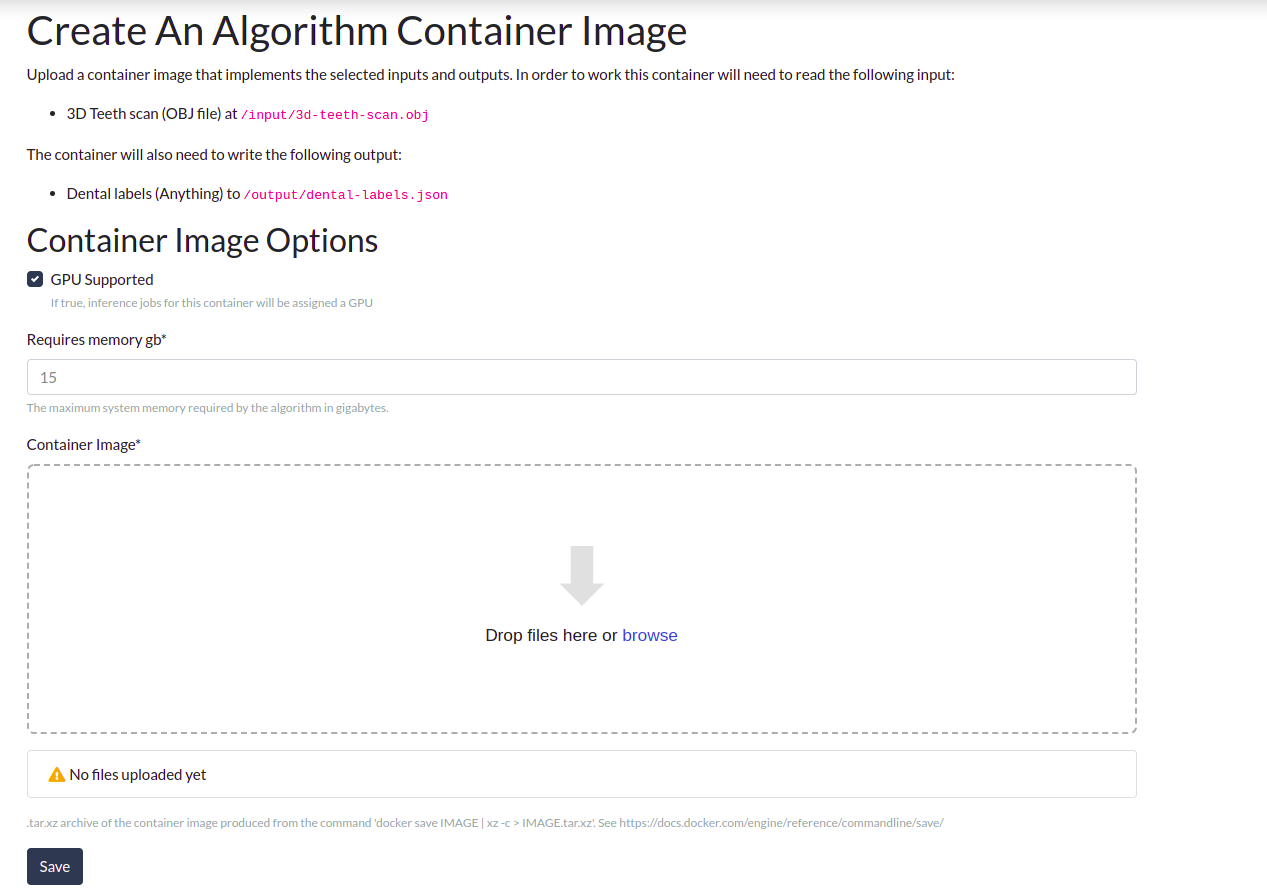 Create An Algorithm Container Image
Upload a container image that implements the selected inputs and outputs. In order to work this container will need to read the following input:
• 3D Teeth scan (OBJ file) at /input/3d-teeth-scan.obj
The container will also need to write the following output:
• Dental labels (Anything) to /output/dental-labels.json
Container Image Options
GPU Supported
If true, inference jobs for this container will be assigned a GPU
Requires memory gb*
15
The maximum system memory required by the algorithm in gigabytes.
Container Image*
Drop files here or browse
No files uploaded yet
.tar.xz archive of the container image produced from the command 'docker save IMAGE | xz -c > IMAGE.tar.xz'. See https://docs.docker.com/engine/reference/commandline/save/
Save